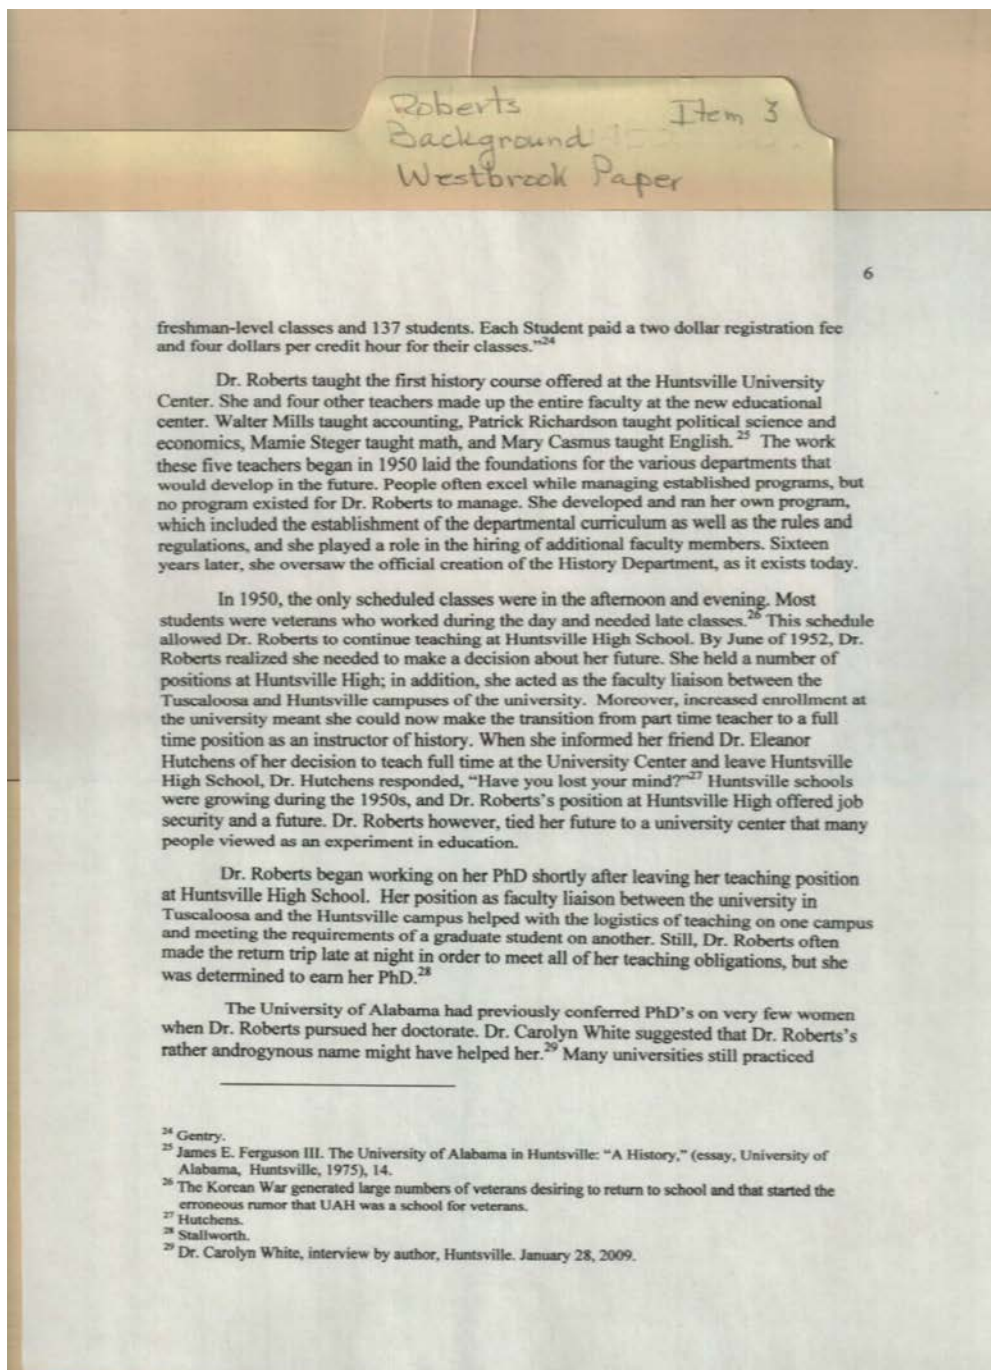 Roberts Item 3
Background
Westbrook Paper
6
freshman-level classes and 137 students. Each Student paid a two dollar registration fee
and four dollars per credit hour for their classes."24
Dr. Roberts taught the first history course offered at the Huntsville University
Center. She and four other teachers made up the entire faculty at the new educational
center. Walter Mills taught accounting, Patrick Richardson taught political science and
economics, Mamie Steger taught math, and Mary Casmus taught English. 25 The work
these five teachers began in 1950 laid the foundations for the various departments that
would develop in the future. People often excel while managing established programs, but
no program existed for Dr. Roberts to manage. She developed and ran her own program,
which included the establishment of the departmental curriculum as well as the rules and
regulations, and she played a role in the hiring of additional faculty members. Sixteen
years later, she oversaw the official creation of the History Department, as it exists today.
In 1950, the only scheduled classes were in the afternoon and evening. Most
students were veterans who worked during the day and needed late classes.26 This schedule
allowed Dr. Roberts to continue teaching at Huntsville High School. By June of 1952, Dr.
Roberts realized she needed to make a decision about her future. She held a number of
positions at Huntsville High; in addition, she acted as the faculty liaison between the
Tuscaloosa and Huntsville campuses of the university. Moreover, increased enrollment at
the university meant she could now make the transition from part time teacher to a full
time position as an instructor of history. When she informed her friend Dr. Eleanor
Hutchens of her decision to teach full time at the University Center and leave Huntsville
High School, Dr. Hutchens responded, "Have you lost your mind?"27 Huntsville schools
were growing during the 1950s, and Dr. Roberts's position at Huntsville High offered job
security and a future. Dr. Roberts however, tied her future to a university center that many
people viewed as an experiment in education.
Dr. Roberts began working on her PhD shortly after leaving her teaching position
at Huntsville High School. Her position as faculty liaison between the university in
Tuscaloosa and the Huntsville campus helped with the logistics of teaching on one campus
and meeting the requirements of a graduate student on another. Still, Dr. Roberts often
made the return trip late at night in order to meet all of her teaching obligations, but she
was determined to earn her PhD.28
The University of Alabama had previously conferred PhD's on very few women
when Dr. Roberts pursued her doctorate. Dr. Carolyn White suggested that Dr. Roberts's
rather androgynous name might have helped her.29 Many universities still practiced
24 Gentry.
25 James E. Ferguson III. The University of Alabama in Huntsville: "A History," (essay, University of
Alabama, Huntsville, 1975), 14.
26 The Korean War generated large numbers of veterans desiring to return to school and that started the
erroneous rumor that UAH was a school for veterans.
27 Hutchens.
28 Stallworth.
29 Dr. Carolyn White, interview by author, Huntsville. January 28, 2009.